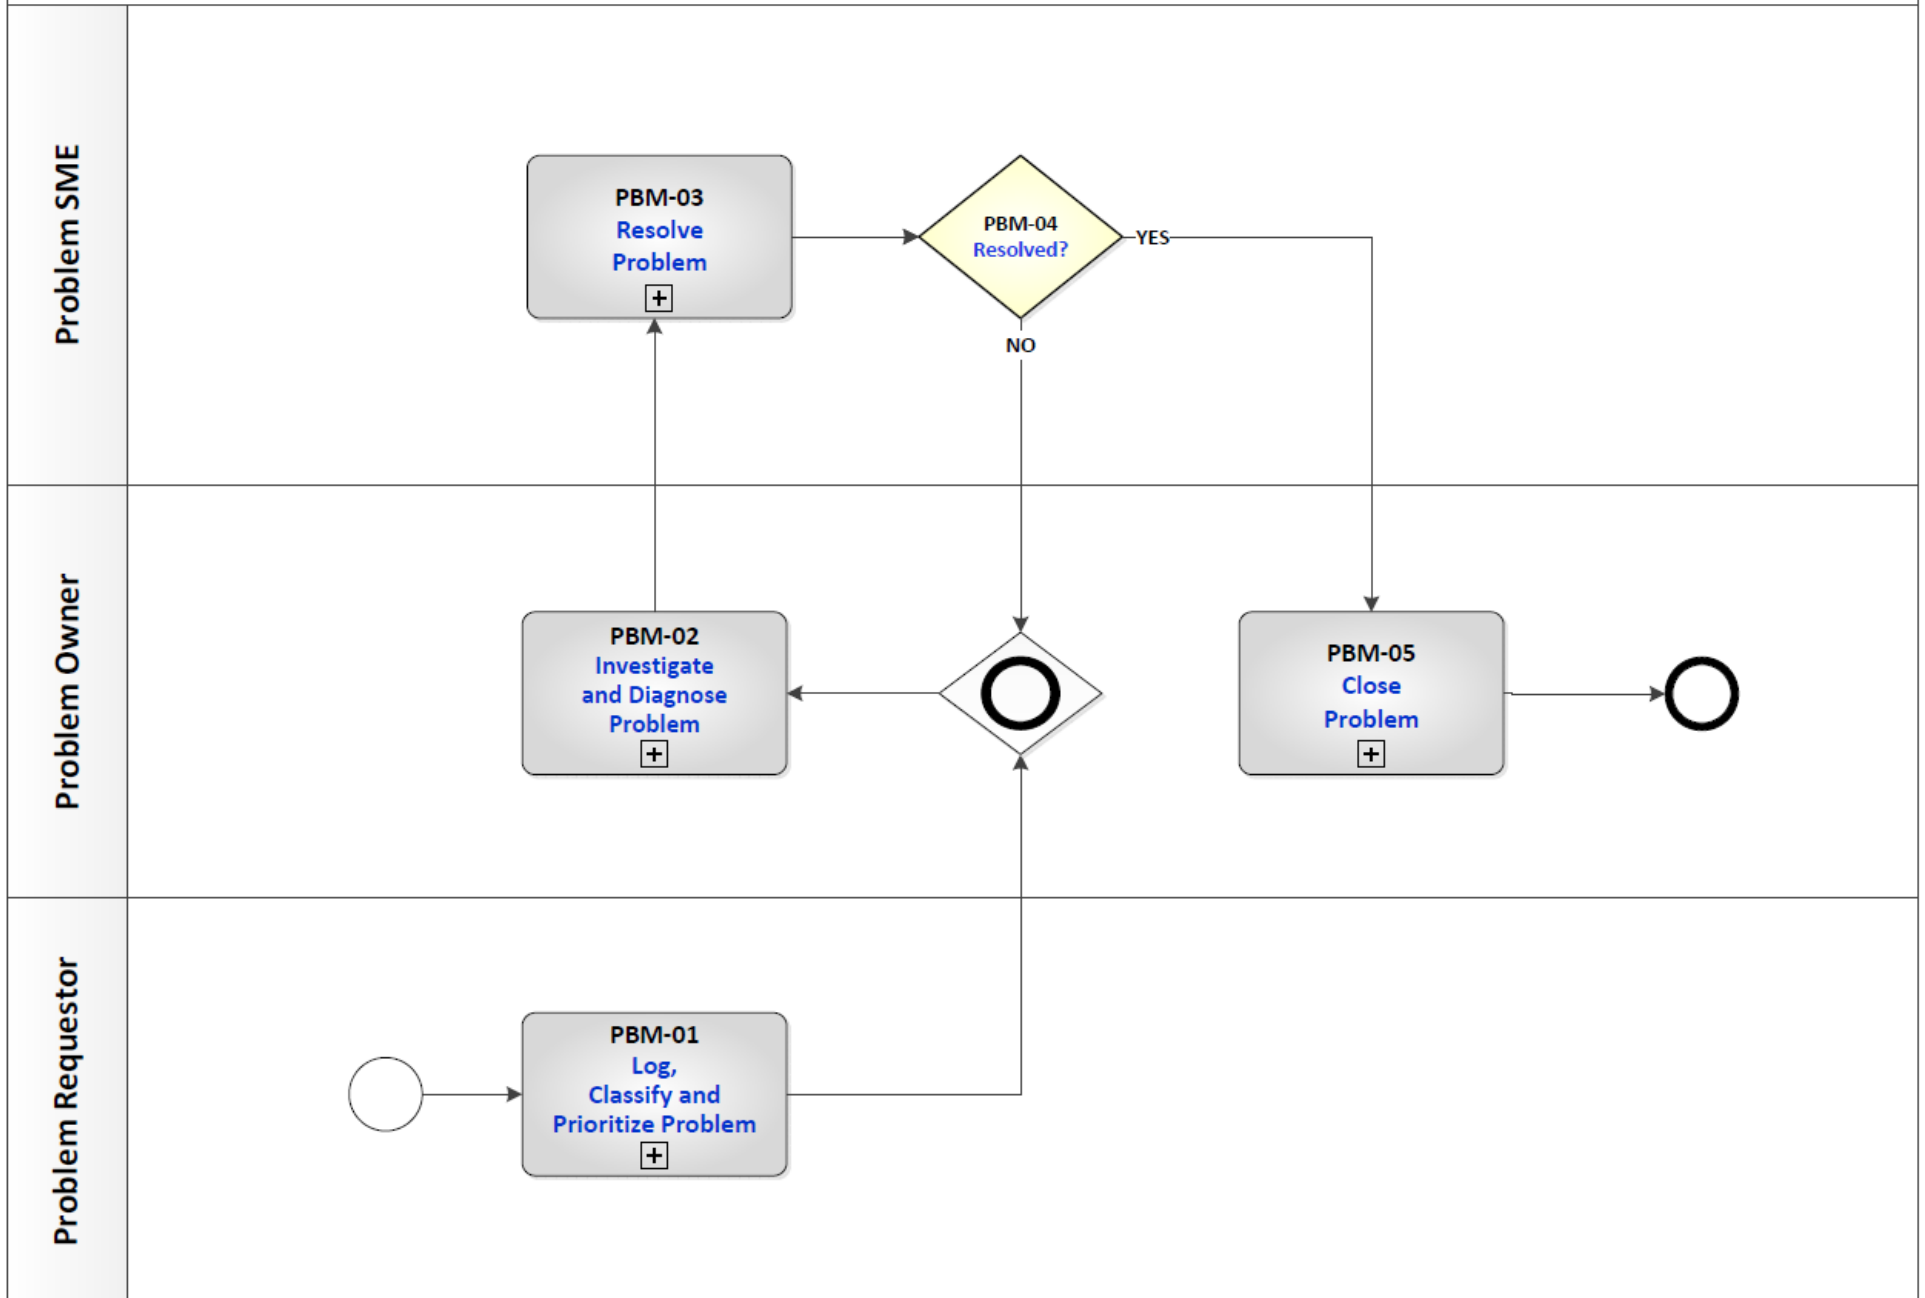 Problem SME
PBM-03
Resolve
Problem
PBM-04
Resolved?
YES
NO
Problem Owner
PBM-02
Investigate
and Diagnose
Problem
PBM-05
Close
Problem
Problem Requestor
PBM-01
Log,
Classify and
Prioritize Problem